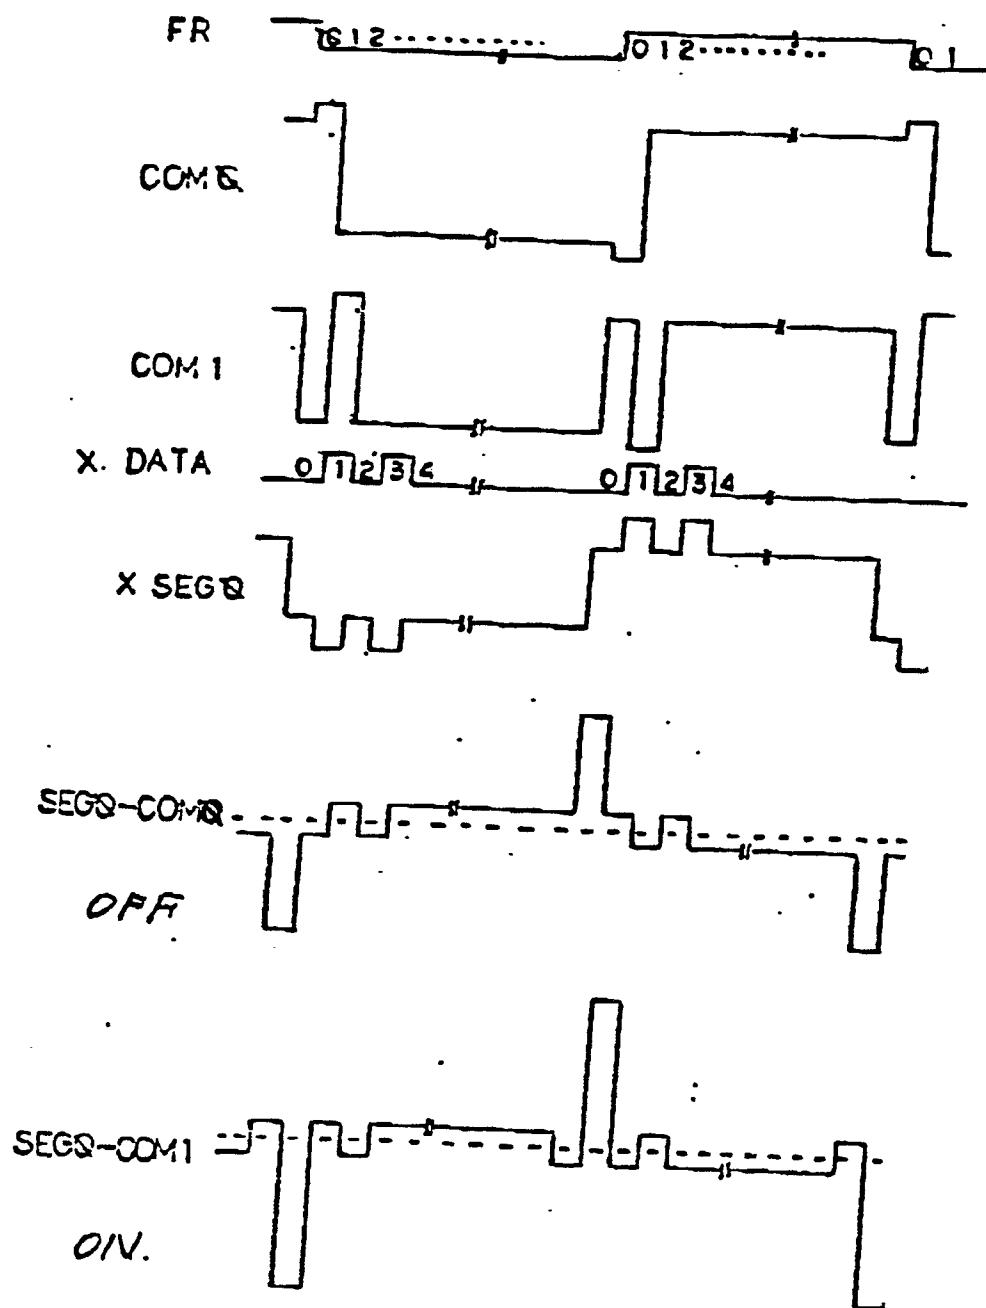 FR
0 1 2 ........
0 1 2 ........
0 1
COM 0
COM 1
X. DATA
0 1 2 3 4
0 1 2 3 4
X SEG 0
SEG0-COM0
OFF
SEG0-COM1
ON.